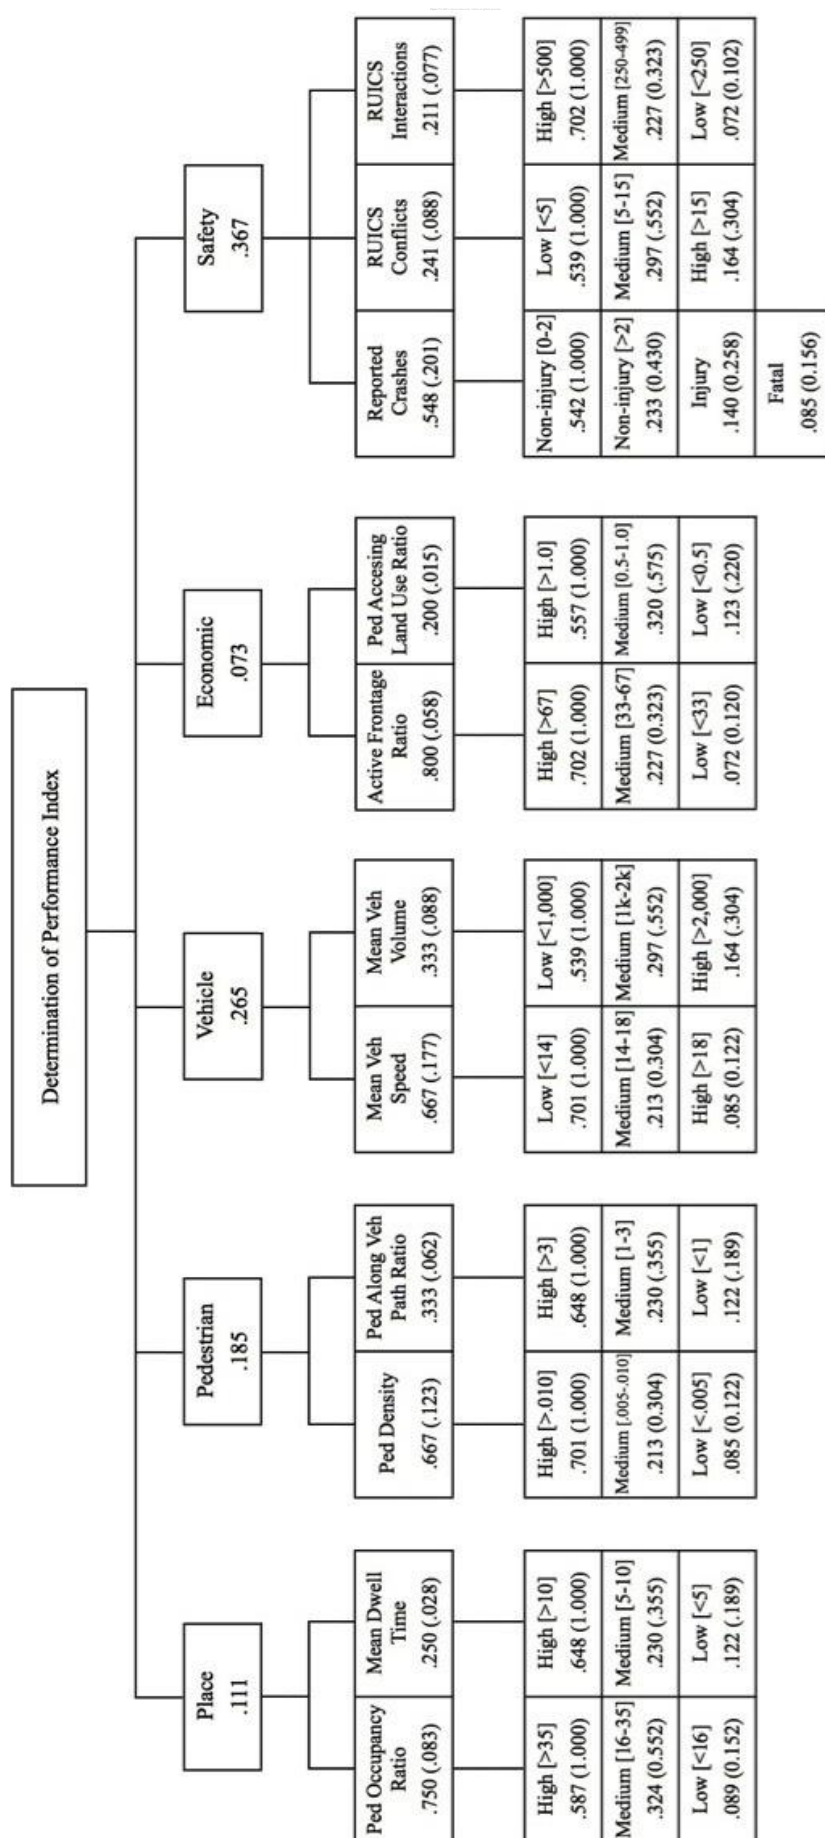 Determination of Performance Index
Place
.111
Pedestrian
.185
Vehicle
.265
Economic
.073
Safety
.367
Ped Occupancy
Ratio
.750 (.083)
Mean Dwell
Time
.250 (.028)
Ped Density
.667 (.123)
Ped Along Veh
Path Ratio
.333 (.062)
Mean Veh
Speed
.667 (.177)
Mean Veh
Volume
.333 (.088)
Active Frontage
Ratio
.800 (.058)
Ped Accesing
Land Use Ratio
.200 (.015)
Reported
Crashes
.548 (.201)
RUICS
Conflicts
.241 (.088)
RUICS
Interactions
.211 (.077)
High [>35]
.587 (1.000)
Medium [16-35]
.324 (0.552)
Low [<16]
.089 (0.152)
High [>10]
.648 (1.000)
Medium [5-10]
.230 (.355)
Low [<5]
.122 (.189)
High [>.010]
.701 (1.000)
Medium [.005-.010]
.213 (0.304)
Low [<.005]
.085 (0.122)
High [>3]
.648 (1.000)
Medium [1-3]
.230 (.355)
Low [<1]
.122 (.189)
Low [<14]
.701 (1.000)
Medium [14-18]
.213 (0.304)
High [>18]
.085 (0.122)
Low [<1,000]
.539 (1.000)
Medium [1k-2k]
.297 (.552)
High [>2,000]
.164 (.304)
High [>67]
.702 (1.000)
Medium [33-67]
.227 (0.323)
Low [<33]
.072 (0.120)
High [>1.0]
.557 (1.000)
Medium [0.5-1.0]
.320 (.575)
Low [<0.5]
.123 (.220)
Non-injury [0-2]
.542 (1.000)
Non-injury [>2]
.233 (0.430)
Injury
.140 (0.258)
Fatal
.085 (0.156)
Low [<5]
.539 (1.000)
Medium [5-15]
.297 (.552)
High [>15]
.164 (.304)
High [>500]
.702 (1.000)
Medium [250-499]
.227 (0.323)
Low [<250]
.072 (0.102)